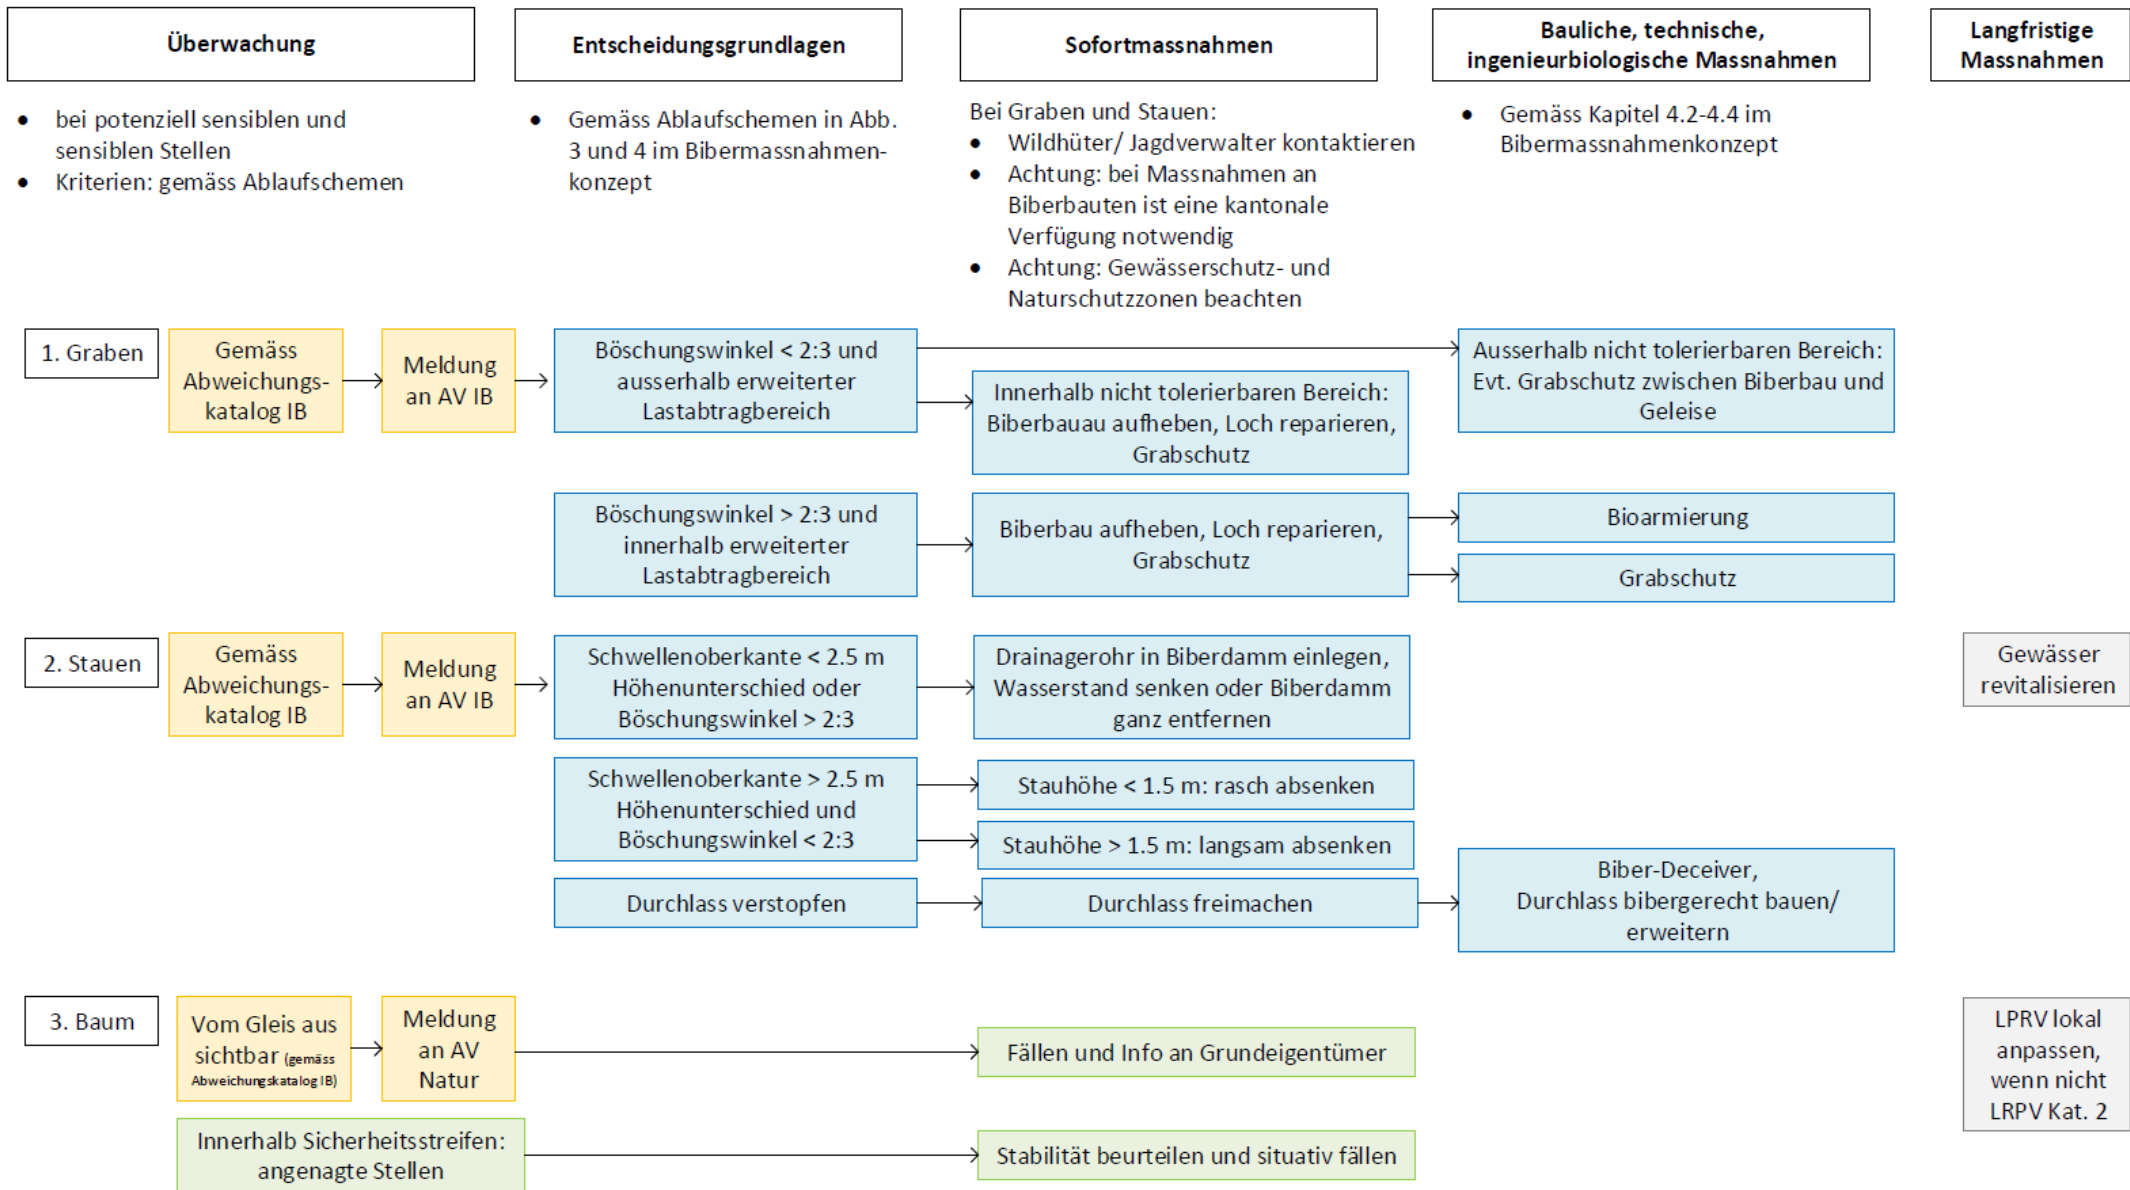 Überwachung
Entscheidungsgrundlagen
Sofortmassnahmen
Bauliche, technische,
ingenieurbiologische Massnahmen
Langfristige
Massnahmen
• bei potenziell sensiblen und
sensiblen Stellen
• Kriterien: gemäss Ablaufschemen
• Gemäss Ablaufschemen in Abb.
3 und 4 im Bibermassnahmen-
konzept
Bei Graben und Stauen:
• Wildhüter/ Jagdverwalter kontaktieren
• Achtung: bei Massnahmen an
Biberbauten ist eine kantonale
Verfügung notwendig
• Achtung: Gewässerschutz- und
Naturschutzzonen beachten
• Gemäss Kapitel 4.2-4.4 im
Bibermassnahmenkonzept
1. Graben
Gemäss
Abweichungs-
katalog IB
Meldung
an AV IB
Böschungswinkel < 2:3 und
ausserhalb erweiterter
Lastabtragbereich
Innerhalb nicht tolerierbaren Bereich:
Biberbauau aufheben, Loch reparieren,
Grabschutz
Ausserhalb nicht tolerierbaren Bereich:
Evt. Grabschutz zwischen Biberbau und
Geleise
Böschungswinkel > 2:3 und
innerhalb erweiterter
Lastabtragbereich
Biberbau aufheben, Loch reparieren,
Grabschutz
Bioarmierung
Grabschutz
2. Stauen
Gemäss
Abweichungs-
katalog IB
Meldung
an AV IB
Schwellenoberkante < 2.5 m
Höhenunterschied oder
Böschungswinkel > 2:3
Drainagerohr in Biberdamm einlegen,
Wasserstand senken oder Biberdamm
ganz entfernen
Gewässer
revitalisieren
Schwellenoberkante > 2.5 m
Höhenunterschied und
Böschungswinkel < 2:3
Stauhöhe < 1.5 m: rasch absenken
Stauhöhe > 1.5 m: langsam absenken
Durchlass verstopfen
Durchlass freimachen
Biber-Deceiver,
Durchlass bibergerecht bauen/
erweitern
3. Baum
Vom Gleis aus
sichtbar (gemäss
Abweichungskatalog IB)
Meldung
an AV
Natur
Fällen und Info an Grundeigentümer
LPRV lokal
anpassen,
wenn nicht
LRPV Kat. 2
Innerhalb Sicherheitsstreifen:
angenagte Stellen
Stabilität beurteilen und situativ fällen